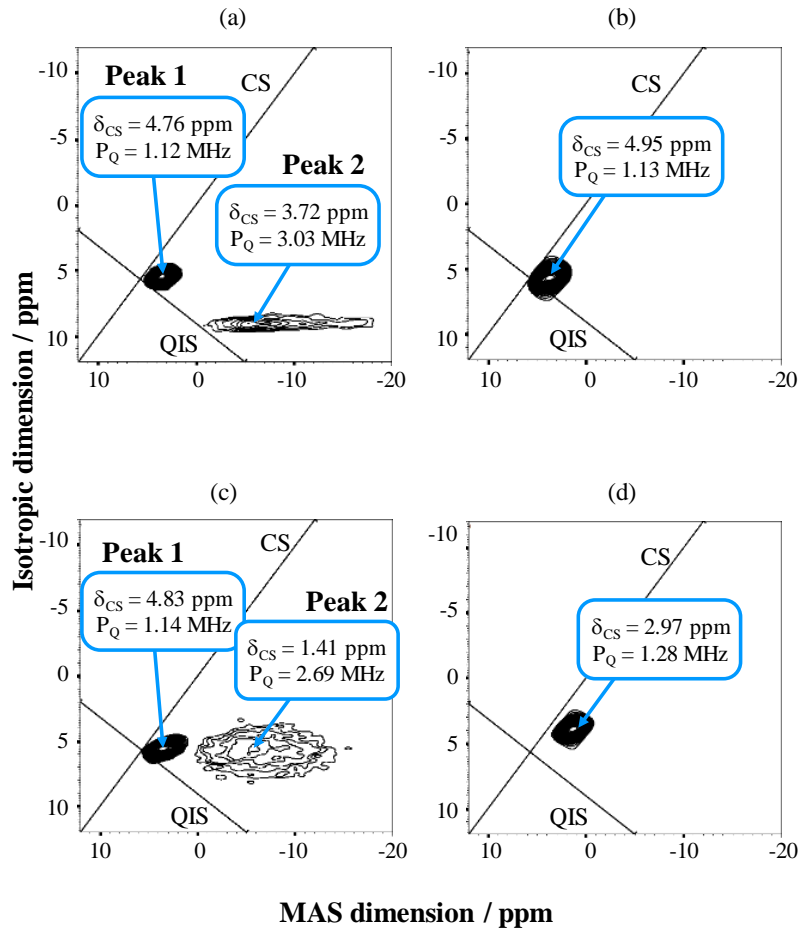 (a)
-10
-5
0
5
10
10
0
-10
-20
CS
QIS
Peak 1
δCS = 4.76 ppm
PQ = 1.12 MHz
Peak 2
δCS = 3.72 ppm
PQ = 3.03 MHz
(b)
-10
-5
0
5
10
10
0
-10
-20
CS
QIS
δCS = 4.95 ppm
PQ = 1.13 MHz
Isotropic dimension / ppm
(c)
-10
-5
0
5
10
10
0
-10
-20
CS
QIS
Peak 1
δCS = 4.83 ppm
PQ = 1.14 MHz
Peak 2
δCS = 1.41 ppm
PQ = 2.69 MHz
(d)
-10
-5
0
5
10
10
0
-10
-20
CS
QIS
δCS = 2.97 ppm
PQ = 1.28 MHz
MAS dimension / ppm